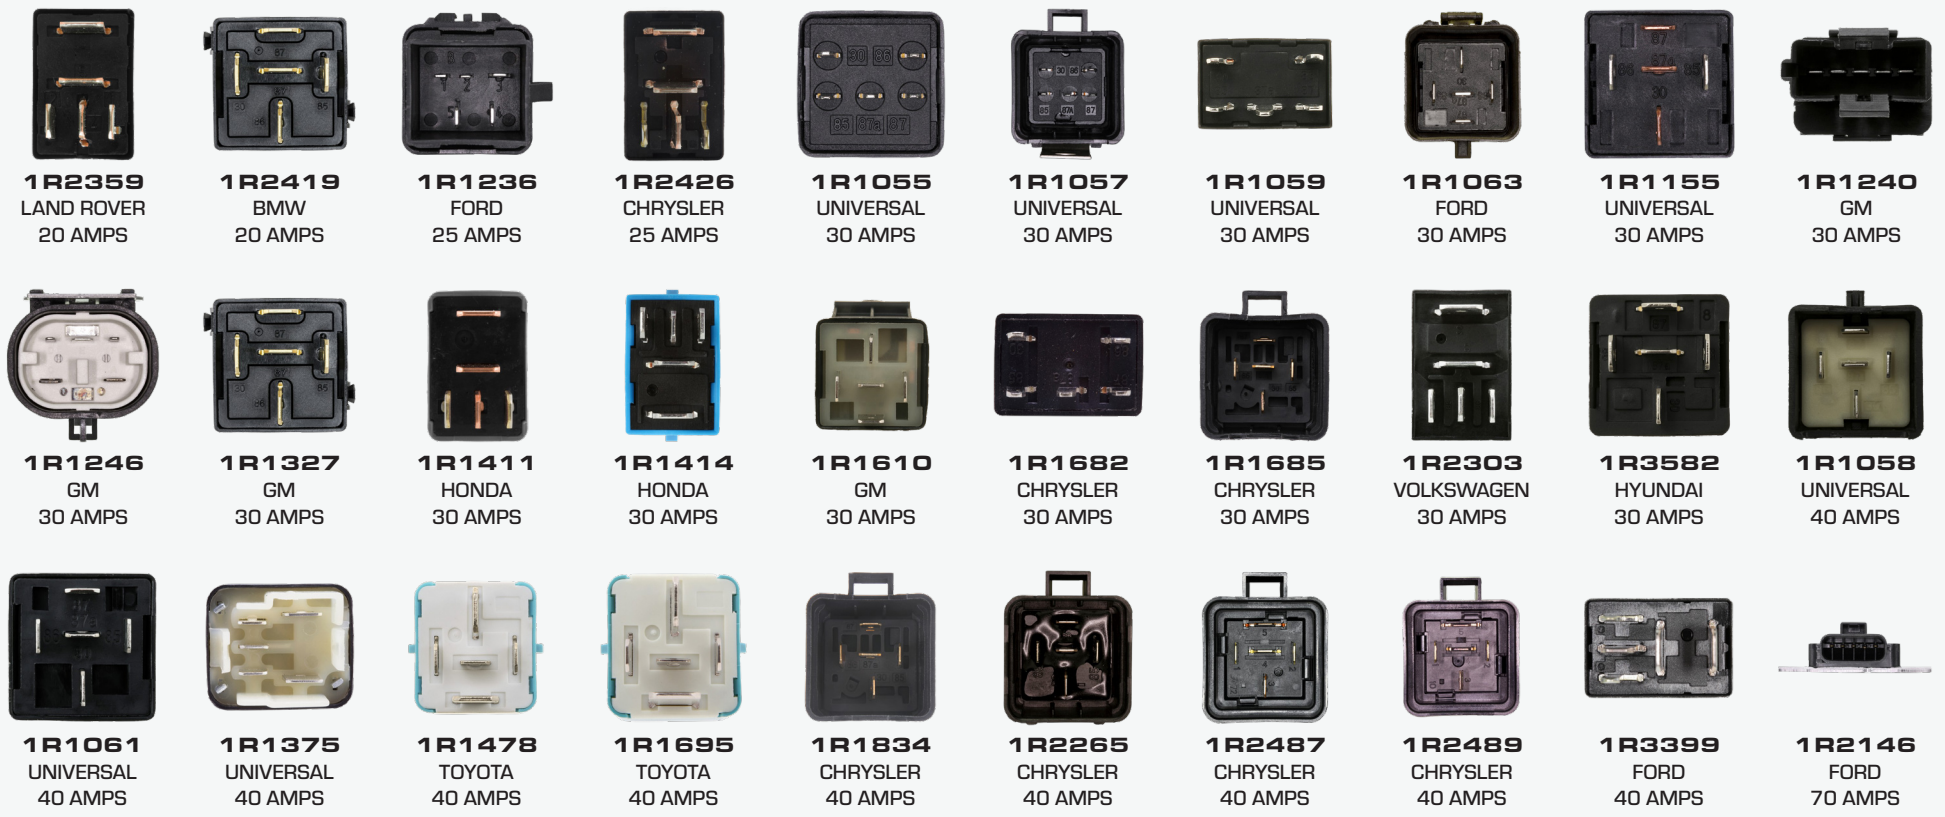 1R2359 1R2419 1R1236 1R2426 1R1055 1R1057 1R1059 1R1063 1R1155 1R1240
LAND ROVER BMW FORD CHRYSLER UNIVERSAL UNIVERSAL UNIVERSAL FORD UNIVERSAL GM
20 AMPS 20 AMPS 25 AMPS 25 AMPS 30 AMPS 30 AMPS 30 AMPS 30 AMPS 30 AMPS 30 AMPS
1R1246 1R1327 1R1411 1R1414 1R1610 1R1682 1R1685 1R2303 1R3582 1R1058
GM GM HONDA HONDA GM CHRYSLER CHRYSLER VOLKSWAGEN HYUNDAI UNIVERSAL
30 AMPS 30 AMPS 30 AMPS 30 AMPS 30 AMPS 30 AMPS 30 AMPS 30 AMPS 30 AMPS 40 AMPS
1R1061 1R1375 1R1478 1R1695 1R1834 1R2265 1R2487 1R2489 1R3399 1R2146
UNIVERSAL UNIVERSAL TOYOTA TOYOTA CHRYSLER CHRYSLER CHRYSLER CHRYSLER FORD FORD
40 AMPS 40 AMPS 40 AMPS 40 AMPS 40 AMPS 40 AMPS 40 AMPS 40 AMPS 40 AMPS 70 AMPS